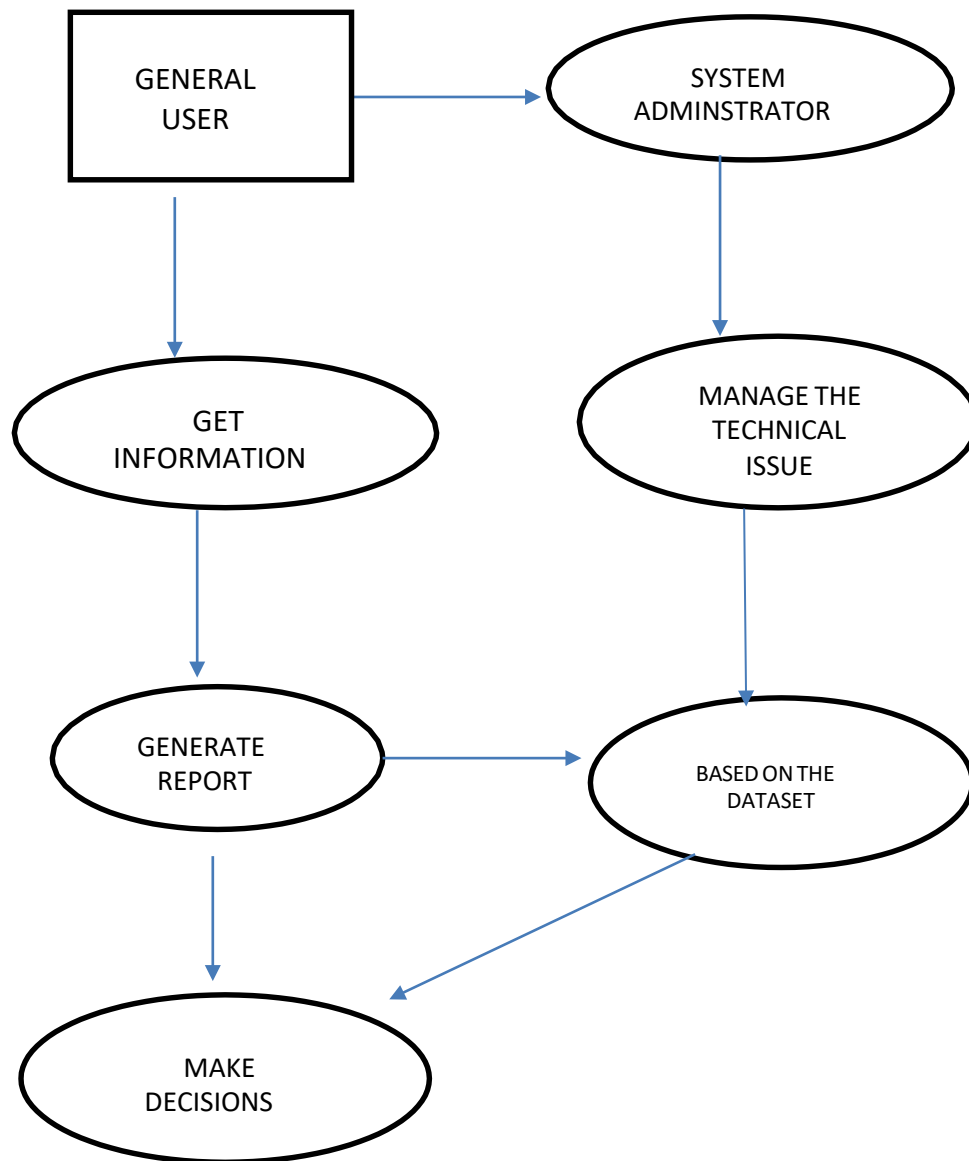 GENERAL
USER
SYSTEM
ADMINSTRATOR
GET
INFORMATION
MANAGE THE
TECHNICAL
ISSUE
GENERATE
REPORT
BASED ON THE
DATASET
MAKE
DECISIONS